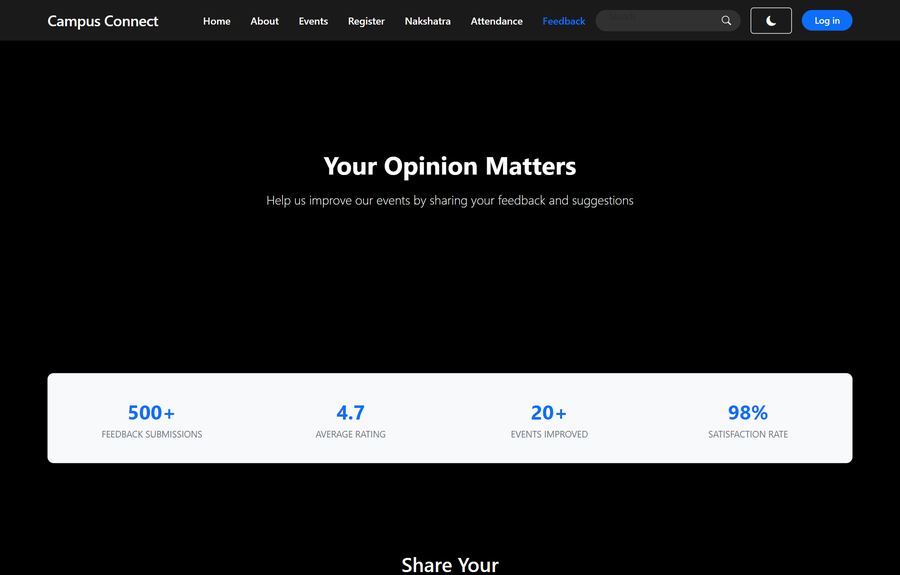 Campus Connect
Home
About
Events
Register
Nakshatra
Attendance
Feedback
Log in
Your Opinion Matters
Help us improve our events by sharing your feedback and suggestions
500+
FEEDBACK SUBMISSIONS
4.7
AVERAGE RATING
20+
EVENTS IMPROVED
98%
SATISFACTION RATE
Share Your